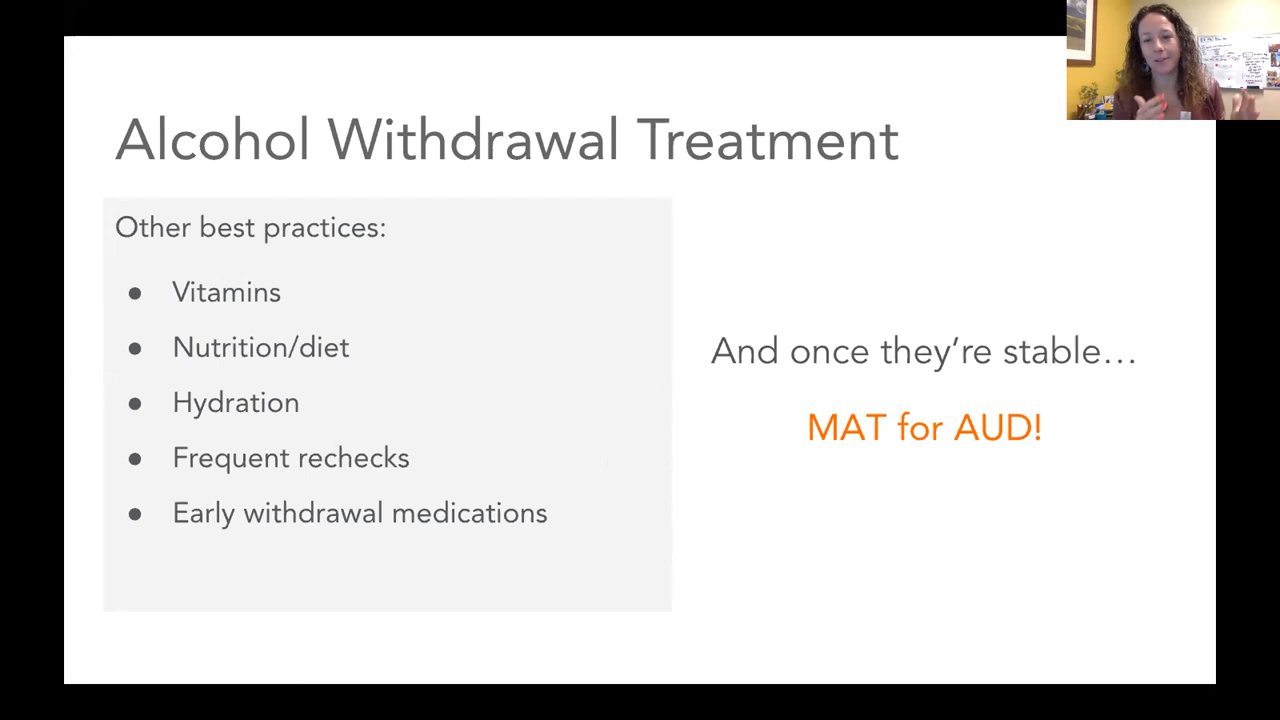 Alcohol Withdrawal Treatment
Other best practices:
● Vitamins
● Nutrition/diet
● Hydration
● Frequent rechecks
● Early withdrawal medications
And once they’re stable…
MAT for AUD!